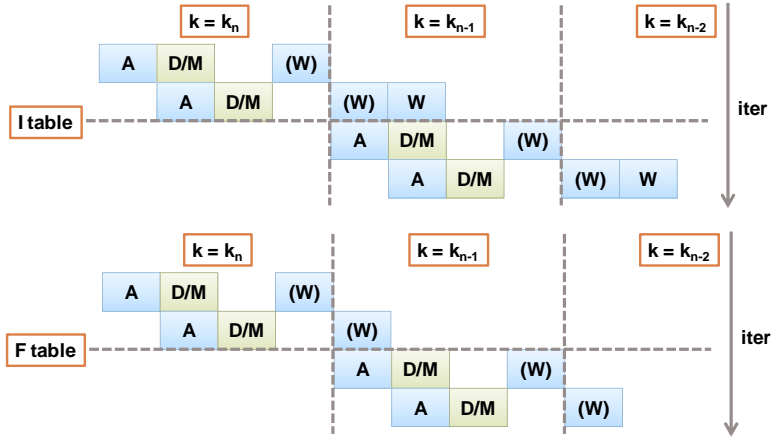 k = kn k = kn-1 k = kn-2
A D/M (W)
A D/M (W) W
I table iter
A D/M (W)
A D/M (W) W
k = kn k = kn-1 k = kn-2
A D/M (W)
A D/M (W)
F table iter
A D/M (W)
A D/M (W)